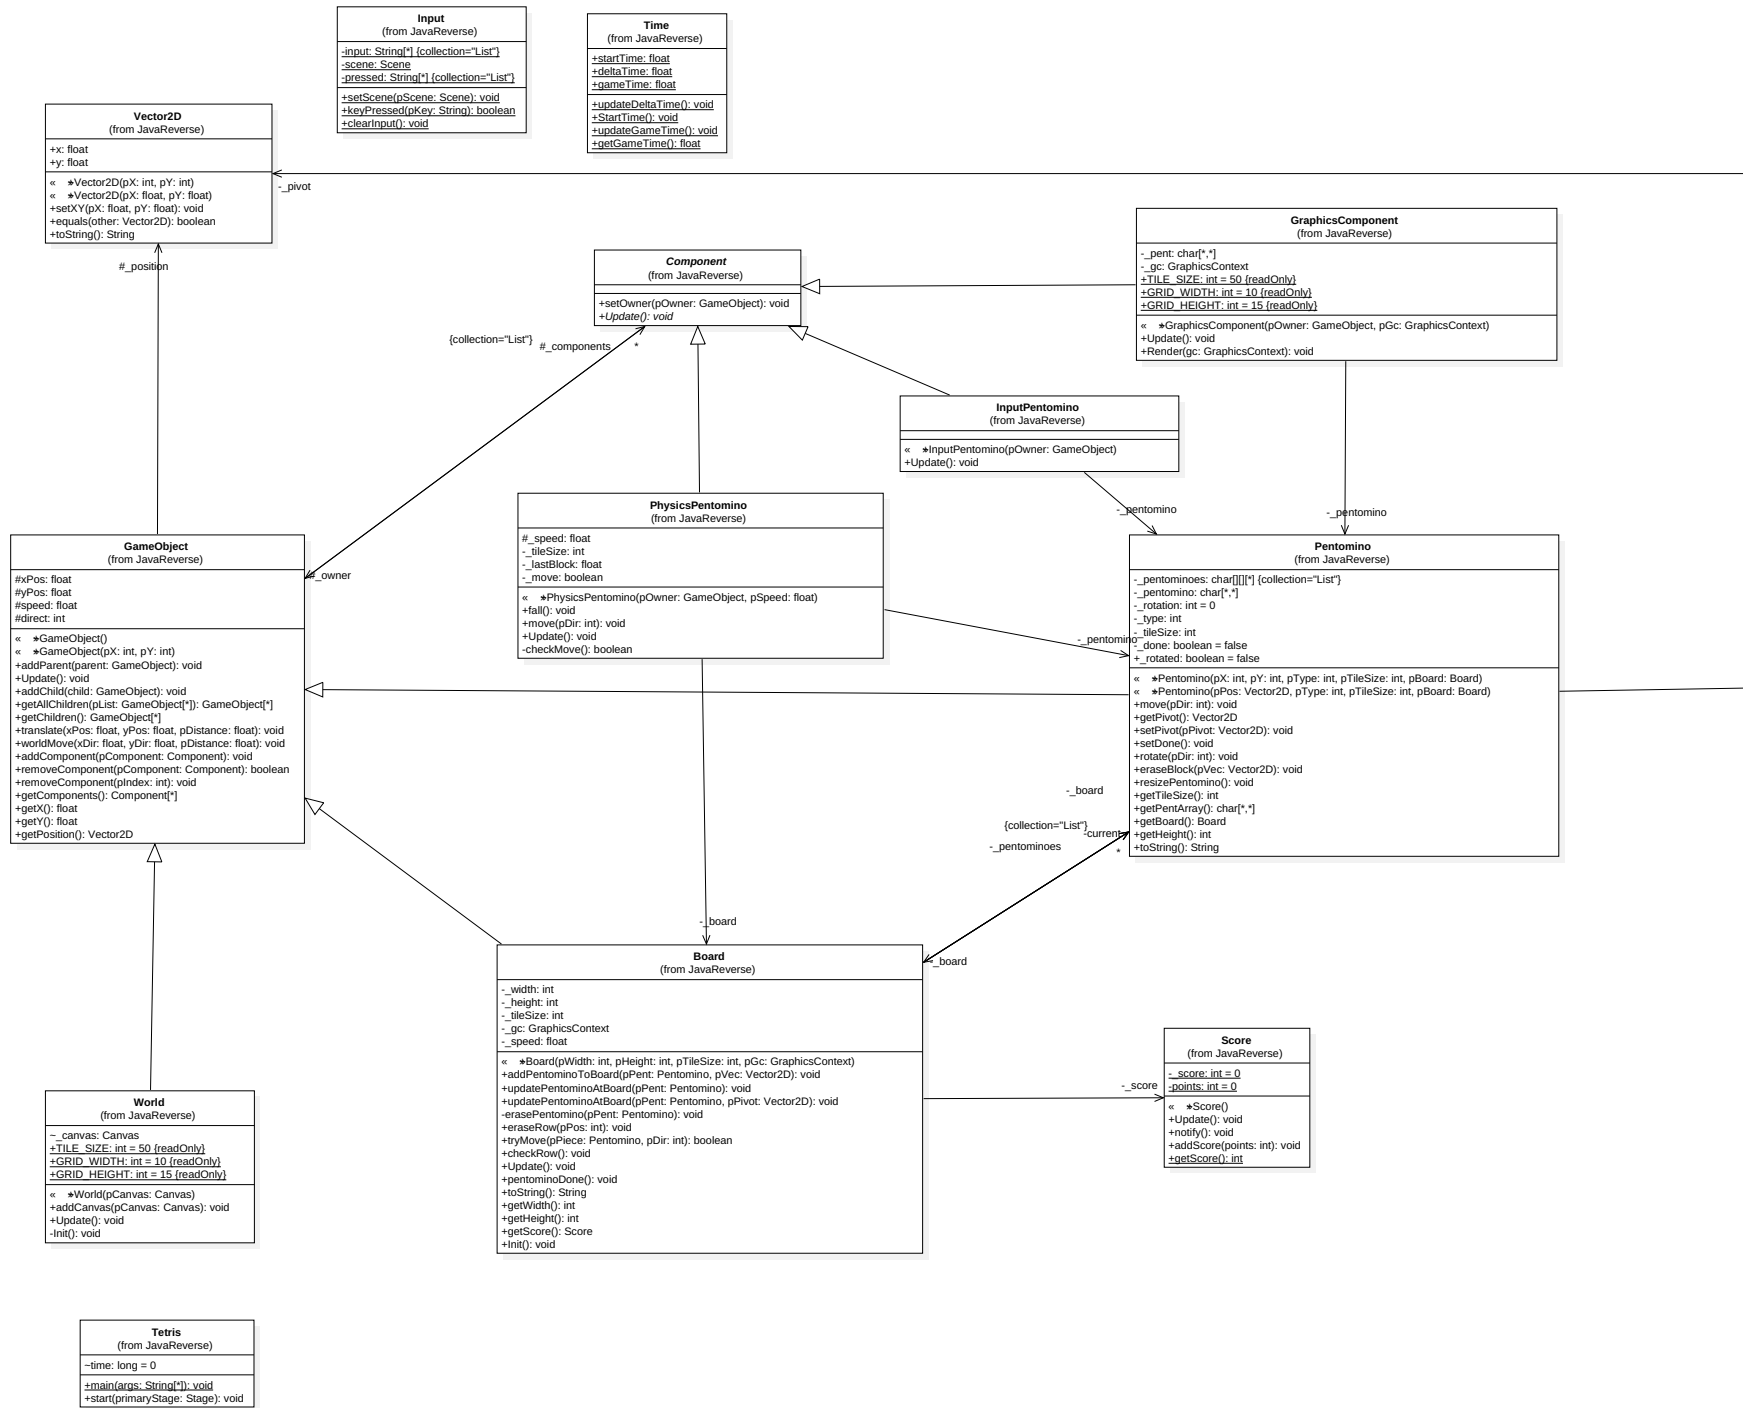 Input
(from JavaReverse)
-input: String[*] {collection="List"}
-scene: Scene
-pressed: String[*] {collection="List"}
+setScene(pScene: Scene): void
+keyPressed(pKey: String): boolean
+clearInput(): void
Time
(from JavaReverse)
+startTime: float
+deltaTime: float
+gameTime: float
+updateDeltaTime(): void
+StartTime(): void
+updateGameTime(): void
+getGameTime(): float
Vector2D
(from JavaReverse)
+x: float
+y: float
« »+Vector2D(pX: int, pY: int)
« »+Vector2D(pX: float, pY: float)
+setXY(pX: float, pY: float): void
+equals(other: Vector2D): boolean
+toString(): String
-_pivot
#_position
Component
(from JavaReverse)
+setOwner(pOwner: GameObject): void
+Update(): void
GraphicsComponent
(from JavaReverse)
-_pent: char[*,*]
-_gc: GraphicsContext
+TILE_SIZE: int = 50 {readOnly}
+GRID_WIDTH: int = 10 {readOnly}
+GRID_HEIGHT: int = 15 {readOnly}
« »+GraphicsComponent(pOwner: GameObject, pGc: GraphicsContext)
+Update(): void
+Render(gc: GraphicsContext): void
{collection="List"}
#_components
*
InputPentomino
(from JavaReverse)
« »+InputPentomino(pOwner: GameObject)
+Update(): void
-_pentomino
-_pentomino
PhysicsPentomino
(from JavaReverse)
#_speed: float
-_tileSize: int
-_lastBlock: float
-_move: boolean
« »+PhysicsPentomino(pOwner: GameObject, pSpeed: float)
+fall(): void
+move(pDir: int): void
+Update(): void
-checkMove(): boolean
-_pentomino
GameObject
(from JavaReverse)
#xPos: float
#yPos: float
#speed: float
#direct: int
« »+GameObject()
« »+GameObject(pX: int, pY: int)
+addParent(parent: GameObject): void
+Update(): void
+addChild(child: GameObject): void
+getAllChildren(pList: GameObject[*]): GameObject[*]
+getChildren(): GameObject[*]
+translate(xPos: float, yPos: float, pDistance: float): void
+worldMove(xDir: float, yDir: float, pDistance: float): void
+addComponent(pComponent: Component): void
+removeComponent(pComponent: Component): boolean
+removeComponent(pIndex: int): void
+getComponents(): Component[*]
+getX(): float
+getY(): float
+getPosition(): Vector2D
#_owner
Pentomino
(from JavaReverse)
-_pentominoes: char[][][*] {collection="List"}
-_pentomino: char[*,*]
-_rotation: int = 0
-_type: int
-_tileSize: int
-_done: boolean = false
+_rotated: boolean = false
« »+Pentomino(pX: int, pY: int, pType: int, pTileSize: int, pBoard: Board)
« »+Pentomino(pPos: Vector2D, pType: int, pTileSize: int, pBoard: Board)
+move(pDir: int): void
+getPivot(): Vector2D
+setPivot(pPivot: Vector2D): void
+setDone(): void
+rotate(pDir: int): void
+eraseBlock(pVec: Vector2D): void
+resizePentomino(): void
+getTileSize(): int
+getPentArray(): char[*,*]
+getBoard(): Board
+getHeight(): int
+toString(): String
-_board
{collection="List"}
-current
-_pentominoes
*
-_board
-_board
Board
(from JavaReverse)
-_width: int
-_height: int
-_tileSize: int
-_gc: GraphicsContext
-_speed: float
« »+Board(pWidth: int, pHeight: int, pTileSize: int, pGc: GraphicsContext)
+addPentominoToBoard(pPent: Pentomino, pVec: Vector2D): void
+updatePentominoAtBoard(pPent: Pentomino): void
+updatePentominoAtBoard(pPent: Pentomino, pPivot: Vector2D): void
-erasePentomino(pPent: Pentomino): void
+eraseRow(pPos: int): void
+tryMove(pPiece: Pentomino, pDir: int): boolean
+checkRow(): void
+Update(): void
+pentominoDone(): void
+toString(): String
+getWidth(): int
+getHeight(): int
+getScore(): Score
+Init(): void
-_score
Score
(from JavaReverse)
-_score: int = 0
-points: int = 0
« »+Score()
+Update(): void
+notify(): void
+addScore(points: int): void
+getScore(): int
World
(from JavaReverse)
~_canvas: Canvas
+TILE_SIZE: int = 50 {readOnly}
+GRID_WIDTH: int = 10 {readOnly}
+GRID_HEIGHT: int = 15 {readOnly}
« »+World(pCanvas: Canvas)
+addCanvas(pCanvas: Canvas): void
+Update(): void
-Init(): void
Tetris
(from JavaReverse)
~time: long = 0
+main(args: String[*]): void
+start(primaryStage: Stage): void